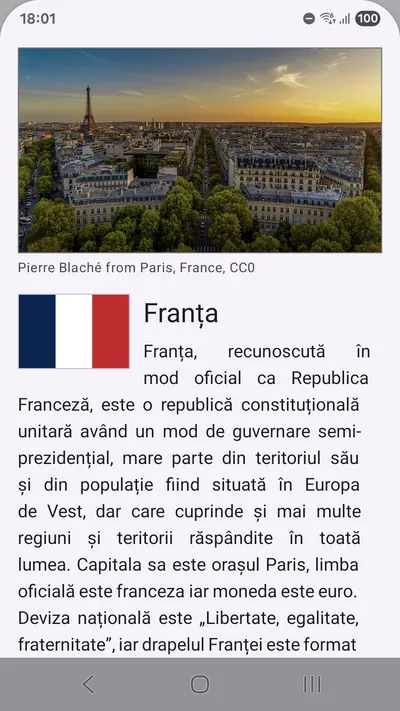 18:01
100
Pierre Blaché from Paris, France, CC0
Franța
Franța, recunoscută în
mod oficial ca Republica
Franceză, este o republică constituțională
unitară având un mod de guvernare semi-
prezidențial, mare parte din teritoriul său
și din populație fiind situată în Europa
de Vest, dar care cuprinde și mai multe
regiuni și teritorii răspândite în toată
lumea. Capitala sa este orașul Paris, limba
oficială este franceza iar moneda este euro.
Deviza națională este „Libertate, egalitate,
fraternitate”, iar drapelul Franței este format